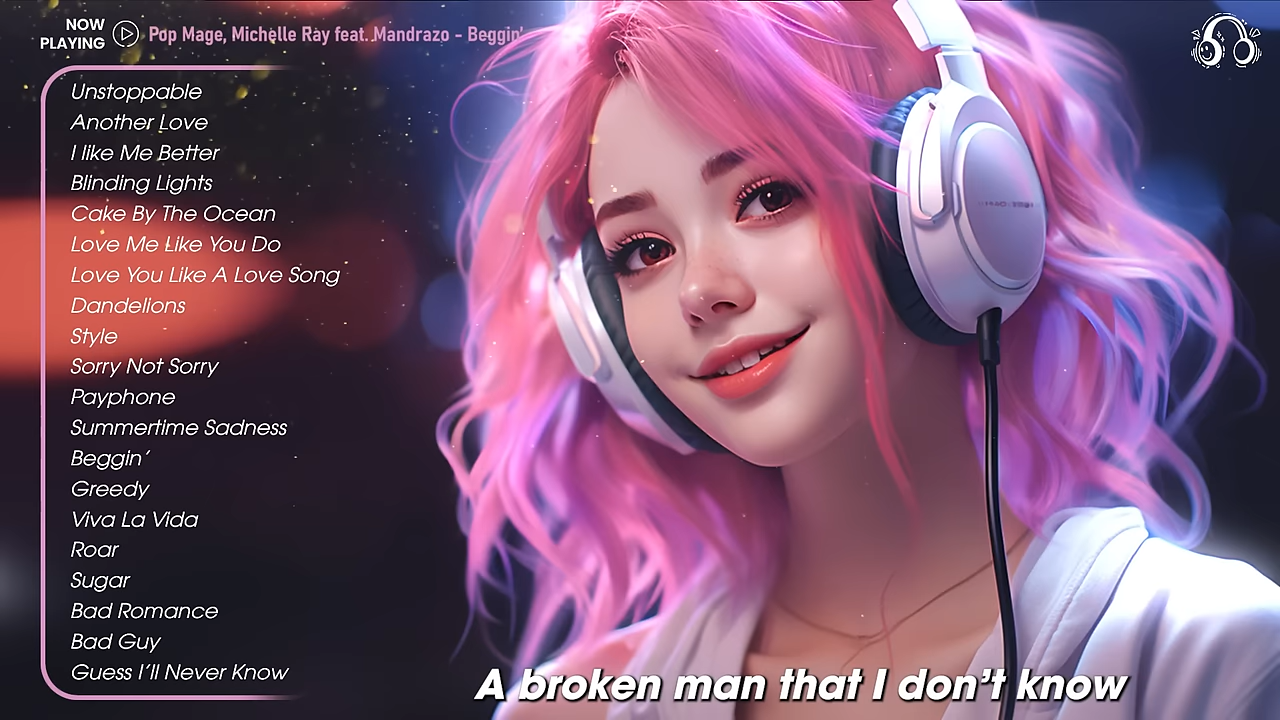 NOW
PLAYING
Pop Mage, Michelle Ray feat. Mandrazo - Beggin'
Unstoppable
Another Love
I like Me Better
Blinding Lights
Cake By The Ocean
Love Me Like You Do
Love You Like A Love Song
Dandelions
Style
Sorry Not Sorry
Payphone
Summertime Sadness
Beggin’
Greedy
Viva La Vida
Roar
Sugar
Bad Romance
Bad Guy
Guess I’ll Never Know
A broken man that I don’t know